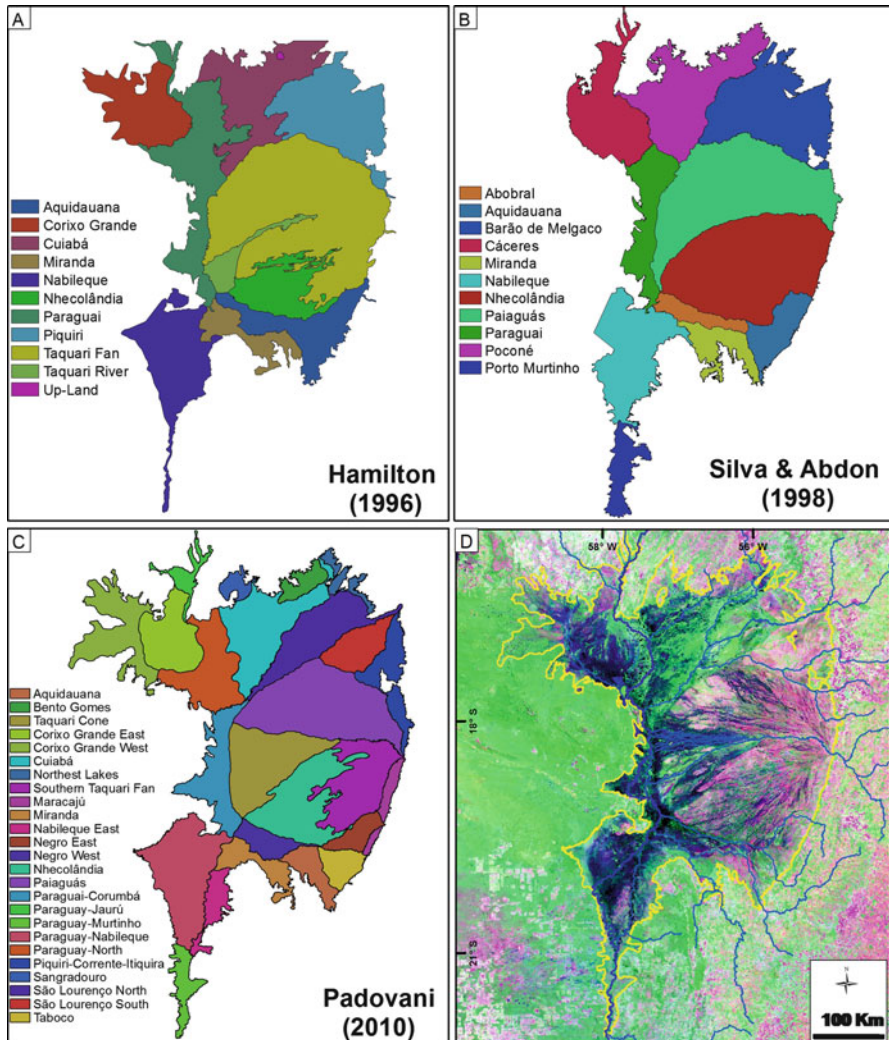 A
Aquidauana
Corixo Grande
Cuiabá
Miranda
Nabileque
Nhecolândia
Paraguai
Piquiri
Taquari Fan
Taquari River
Up-Land
Hamilton
(1996)
B
Abobral
Aquidauana
Barão de Melgaco
Cáceres
Miranda
Nabileque
Nhecolândia
Paiaguás
Paraguai
Poconé
Porto Murtinho
Silva & Abdon
(1998)
C
Aquidauana
Bento Gomes
Taquari Cone
Corixo Grande East
Corixo Grande West
Cuiabá
Northest Lakes
Southern Taquari Fan
Maracajú
Miranda
Nabileque East
Negro East
Negro West
Nhecolândia
Paiaguás
Paraguai-Corumbá
Paraguay-Jaurú
Paraguay-Murtinho
Paraguay-Nabileque
Paraguay-North
Piquiri-Corrente-Itiquira
Sangradouro
São Lourenço North
São Lourenço South
Taboco
Padovani
(2010)
D
58° W
56° W
18° S
21° S
N
100 Km